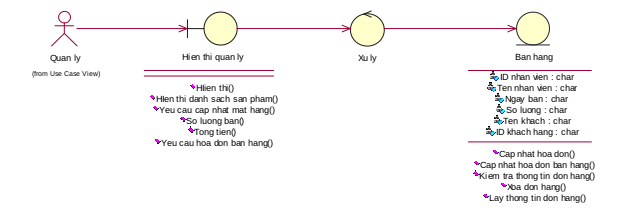 Quan ly
(from Use Case View)
Hien thi quan ly
HIien thi()
HIen thi danh sach san pham()
Yeu cau cap nhat mat hang()
So luong ban()
Tong tien()
Yeu cau hoa don ban hang()
Xu ly
Ban hang
ID nhan vien : char
Ten nhan vien : char
Ngay ban : char
So luong : char
Ten khach : char
ID khach hang : char
Cap nhat hoa don()
Cap nhat hoa don ban hang()
Kiem tra thong tin don hang()
Xoa don hang()
Lay thong tin don hang()